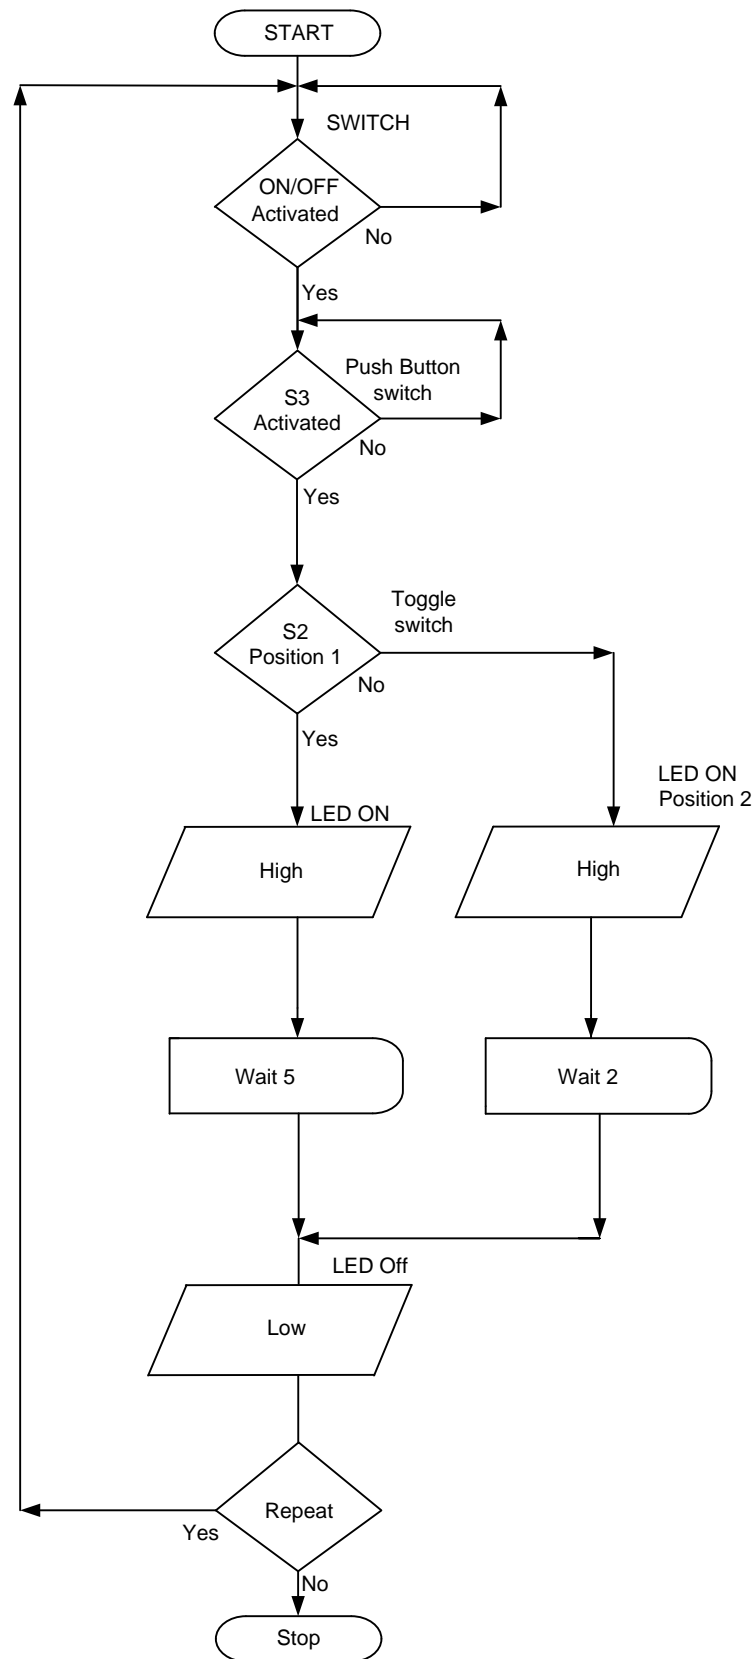 START
SWITCH
ON/OFF
Activated
No
Yes
Push Button
switch
S3
Activated
No
Yes
Toggle
switch
S2
Position 1
No
Yes
LED ON
Position 2
LED ON
High
High
Wait 5
Wait 2
LED Off
Low
Repeat
Yes
No
Stop